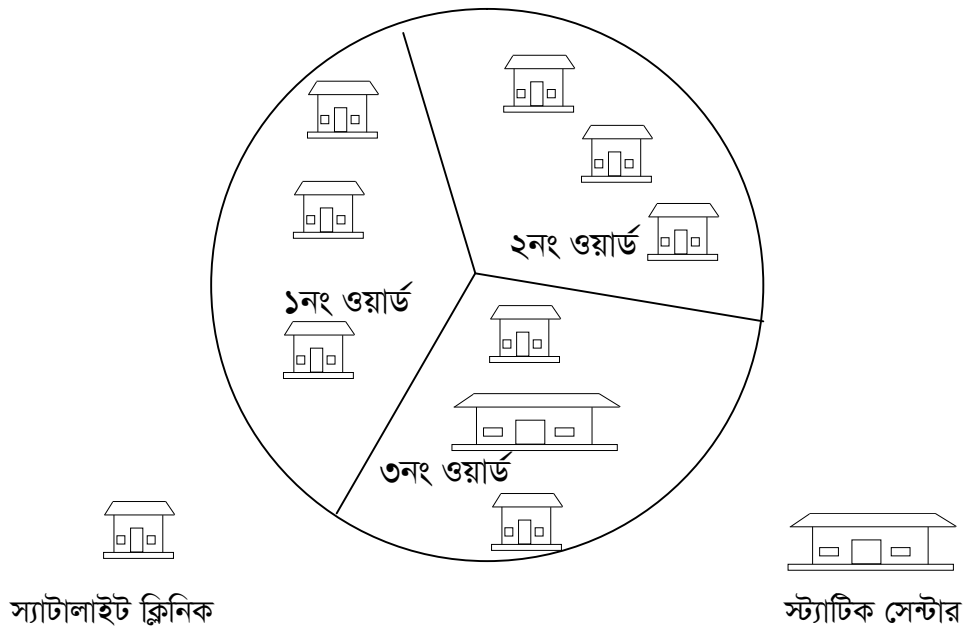 ২নং ওয়ার্ড
১নং ওয়ার্ড
৩নং ওয়ার্ড
স্যাটালাইট ক্লিনিক
স্ট্যাটিক সেন্টার